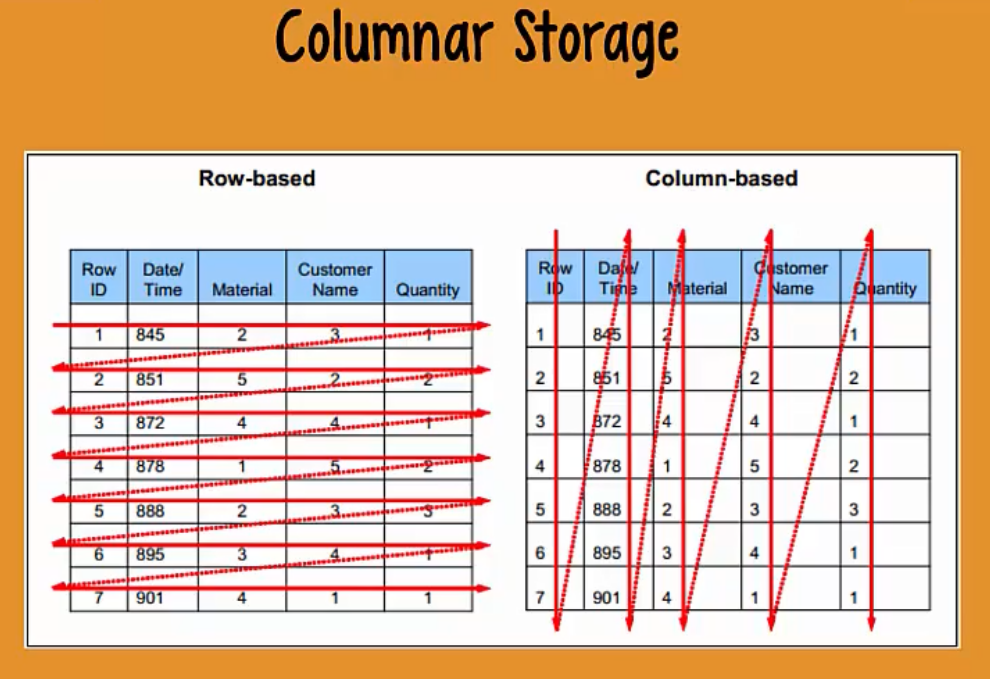 Columnar Storage
Row-based
Row Date/ Customer
ID Time Material Name Quantity
1 845 2 3 1
2 851 5 2 2
3 872 4 4 1
4 878 1 5 2
5 888 2 3 3
6 895 3 4 1
7 901 4 1 1
Column-based
Row Date/ Customer
ID Time Material Name Quantity
1 845 2 3 1
2 851 5 2 2
3 872 4 4 1
4 878 1 5 2
5 888 2 3 3
6 895 3 4 1
7 901 4 1 1